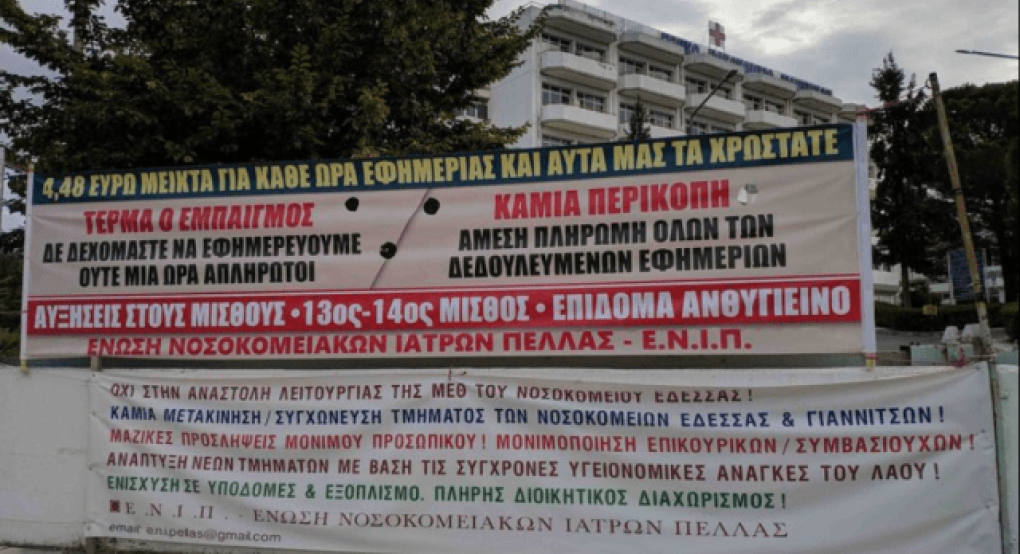 4,48 ΕΥΡΩ ΜΕΙΚΤΑ ΓΙΑ ΚΑΘΕ ΩΡΑ ΕΦΗΜΕΡΙΑΣ ΚΑΙ ΑΥΤΑ ΜΑΣ ΤΑ ΧΡΩΣΤΑΤΕ
ΤΕΡΜΑ Ο ΕΜΠΑΙΓΜΟΣ
ΔΕ ΔΕΧΟΜΑΣΤΕ ΝΑ ΕΦΗΜΕΡΕΥΟΥΜΕ
ΟΥΤΕ ΜΙΑ ΩΡΑ ΑΠΛΗΡΩΤΟΙ
ΚΑΜΙΑ ΠΕΡΙΚΟΠΗ
ΑΜΕΣΗ ΠΛΗΡΩΜΗ ΟΛΩΝ ΤΩΝ
ΔΕΔΟΥΛΕΥΜΕΝΩΝ ΕΦΗΜΕΡΙΩΝ
ΑΥΞΗΣΕΙΣ ΣΤΟΥΣ ΜΙΣΘΟΥΣ • 13ος-14ος ΜΙΣΘΟΣ • ΕΠΙΔΟΜΑ ΑΝΘΥΓΙΕΙΝΟ
ΕΝΩΣΗ ΝΟΣΟΚΟΜΕΙΑΚΩΝ ΙΑΤΡΩΝ ΠΕΛΛΑΣ - Ε.Ν.Ι.Π.
ΟΧΙ ΣΤΗΝ ΑΝΑΣΤΟΛΗ ΛΕΙΤΟΥΡΓΙΑΣ ΤΗΣ ΜΕΘ ΤΟΥ ΝΟΣΟΚΟΜΕΙΟΥ ΕΔΕΣΣΑΣ !
ΚΑΜΙΑ ΜΕΤΑΚΙΝΗΣΗ / ΣΥΓΧΩΝΕΥΣΗ ΤΜΗΜΑΤΟΣ ΤΩΝ ΝΟΣΟΚΟΜΕΙΩΝ ΕΔΕΣΣΑΣ & ΓΙΑΝΝΙΤΣΩΝ !
ΜΑΖΙΚΕΣ ΠΡΟΣΛΗΨΕΙΣ ΜΟΝΙΜΟΥ ΠΡΟΣΩΠΙΚΟΥ ! ΜΟΝΙΜΟΠΟΙΗΣΗ ΕΠΙΚΟΥΡΙΚΩΝ / ΣΥΜΒΑΣΙΟΥΧΩΝ !
ΑΝΑΠΤΥΞΗ ΝΕΩΝ ΤΜΗΜΑΤΩΝ ΜΕ ΒΑΣΗ ΤΙΣ ΣΥΓΧΡΟΝΕΣ ΥΓΕΙΟΝΟΜΙΚΕΣ ΑΝΑΓΚΕΣ ΤΟΥ ΛΑΟΥ !
ΕΝΙΣΧΥΣΗ ΣΕ ΥΠΟΔΟΜΕΣ & ΕΞΟΠΛΙΣΜΟ. ΠΛΗΡΗΣ ΔΙΟΙΚΗΤΙΚΟΣ ΔΙΑΧΩΡΙΣΜΟΣ !
Ε.Ν.Ι.Π. . ΕΝΩΣΗ ΝΟΣΟΚΟΜΕΙΑΚΩΝ ΙΑΤΡΩΝ ΠΕΛΛΑΣ
email: e.n.i.pellas@gmail.com